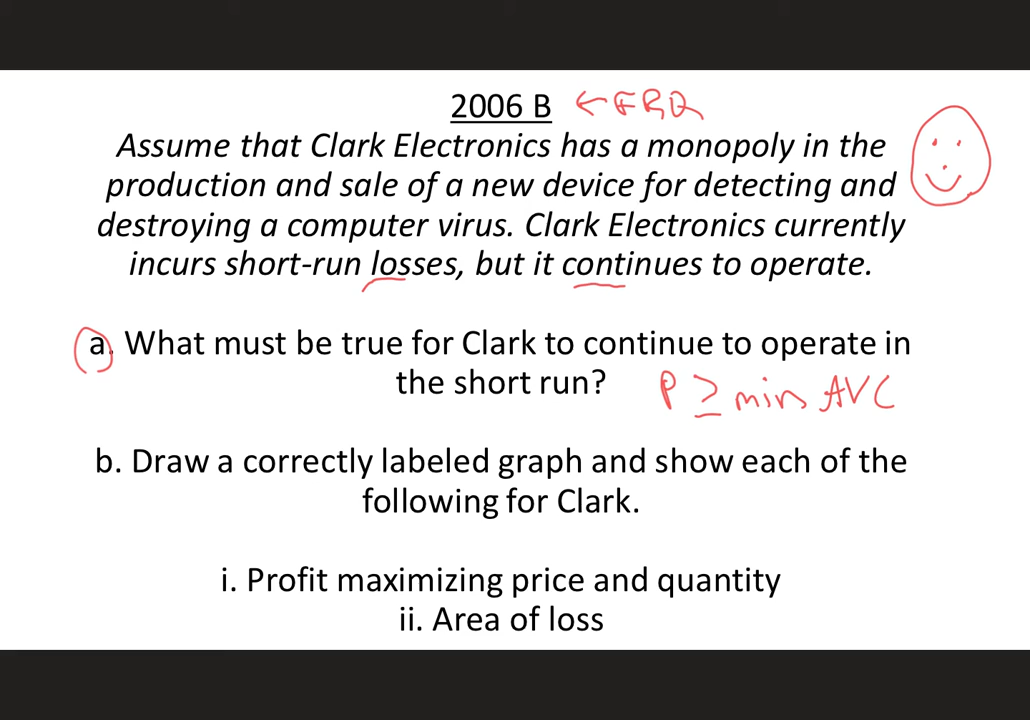 2006 B ←FRQ
Assume that Clark Electronics has a monopoly in the
production and sale of a new device for detecting and
destroying a computer virus. Clark Electronics currently
incurs short-run losses, but it continues to operate.
a. What must be true for Clark to continue to operate in
the short run? P ≥ min AVC
b. Draw a correctly labeled graph and show each of the
following for Clark.
i. Profit maximizing price and quantity
ii. Area of loss